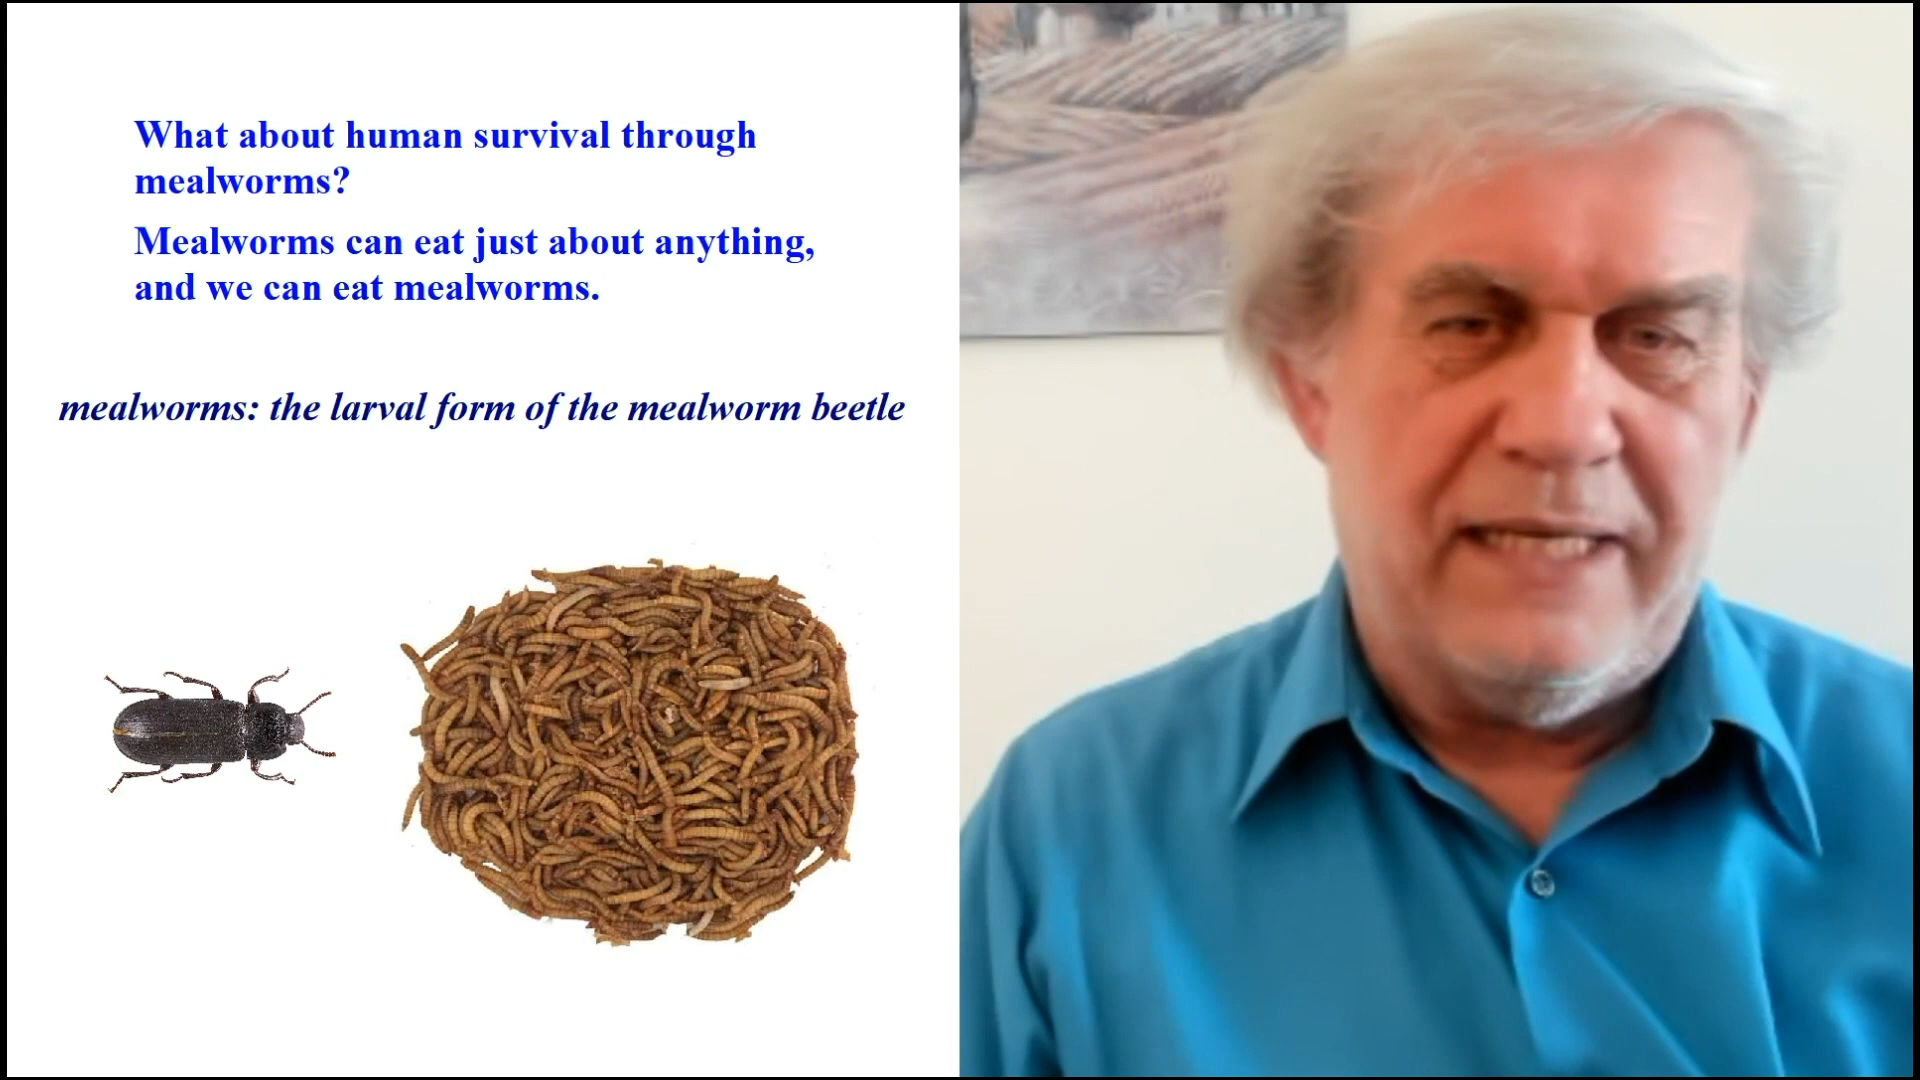 What about human survival through
mealworms?
Mealworms can eat just about anything,
and we can eat mealworms.
mealworms: the larval form of the mealworm beetle